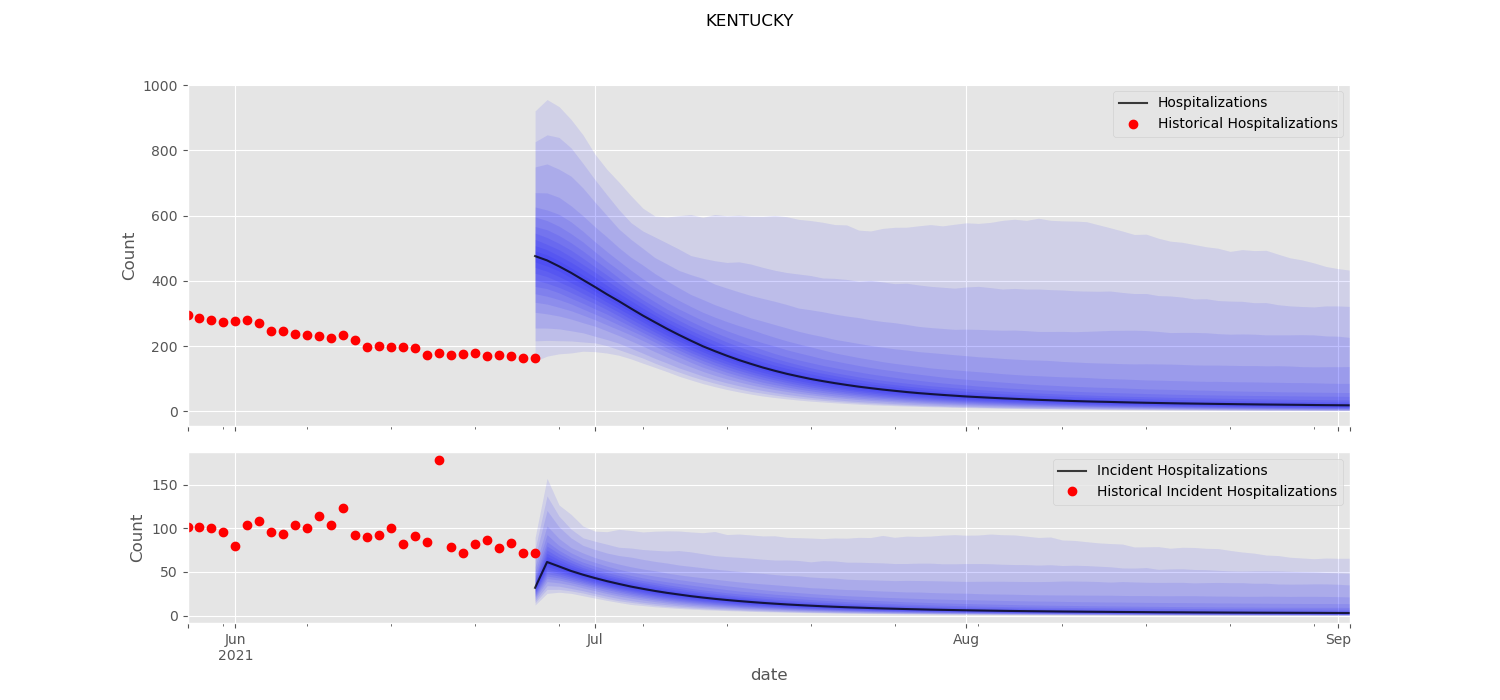 KENTUCKY
1000
800
600
400
200
0
Count
Hospitalizations
Historical Hospitalizations
150
100
50
0
Count
Incident Hospitalizations
Historical Incident Hospitalizations
Jun
2021
Jul
Aug
Sep
date